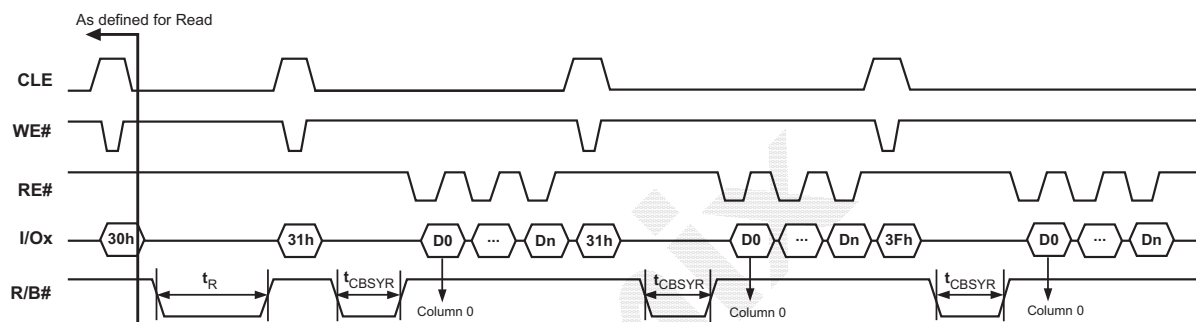 As defined for Read
CLE
WE#
RE#
I/Ox 30h 31h D0 ... Dn 31h D0 ... Dn 3Fh D0 ... Dn
R/B# tR tCBSYR tCBSYR tCBSYR
Column 0 Column 0 Column 0